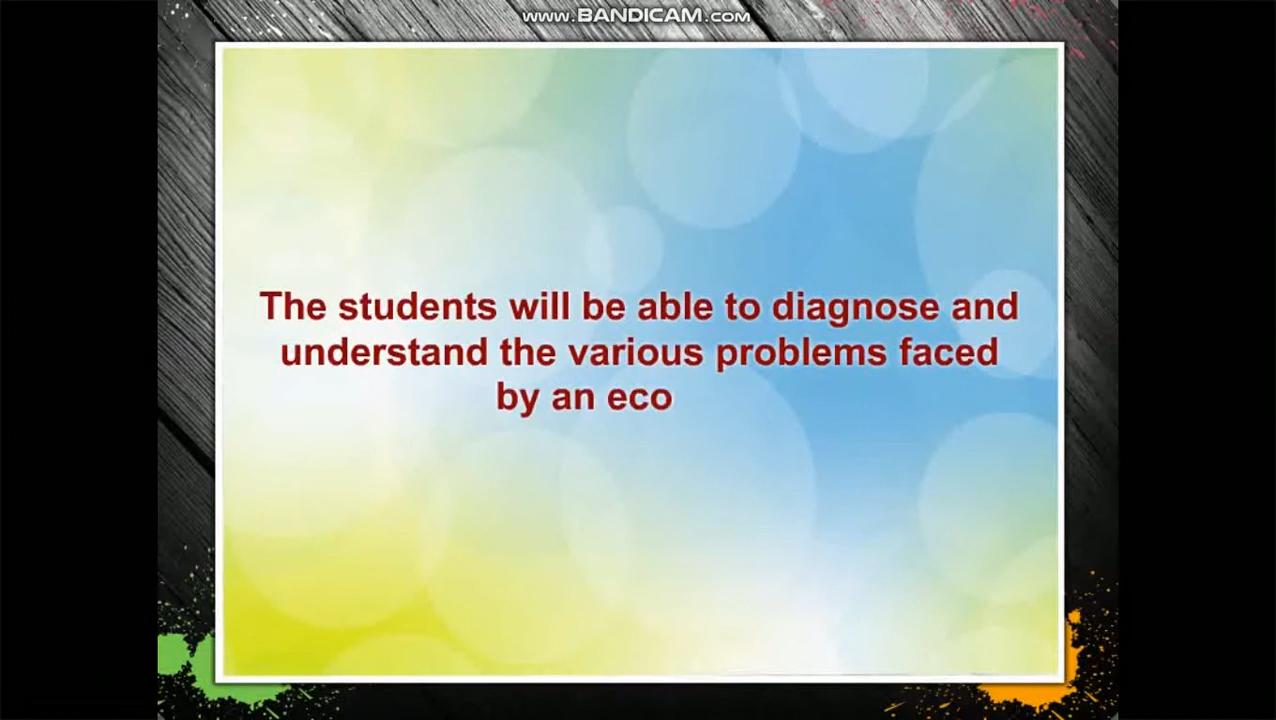 www.BANDICAM.com
The students will be able to diagnose and
understand the various problems faced
by an eco